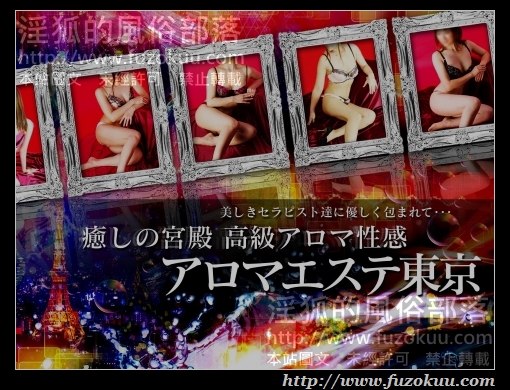 淫狐的風俗部落
http://www.fuzokuu.com
本帖圖文　未經許可　禁止轉載
美しきセラピスト達に優しく包まれて･･･
癒しの宮殿 高級アロマ性感
アロマエステ東京
淫狐的風俗部落
http://www.fuzokuu.com
本帖圖文　未經許可　禁止轉載
http://www.fuzokuu.com